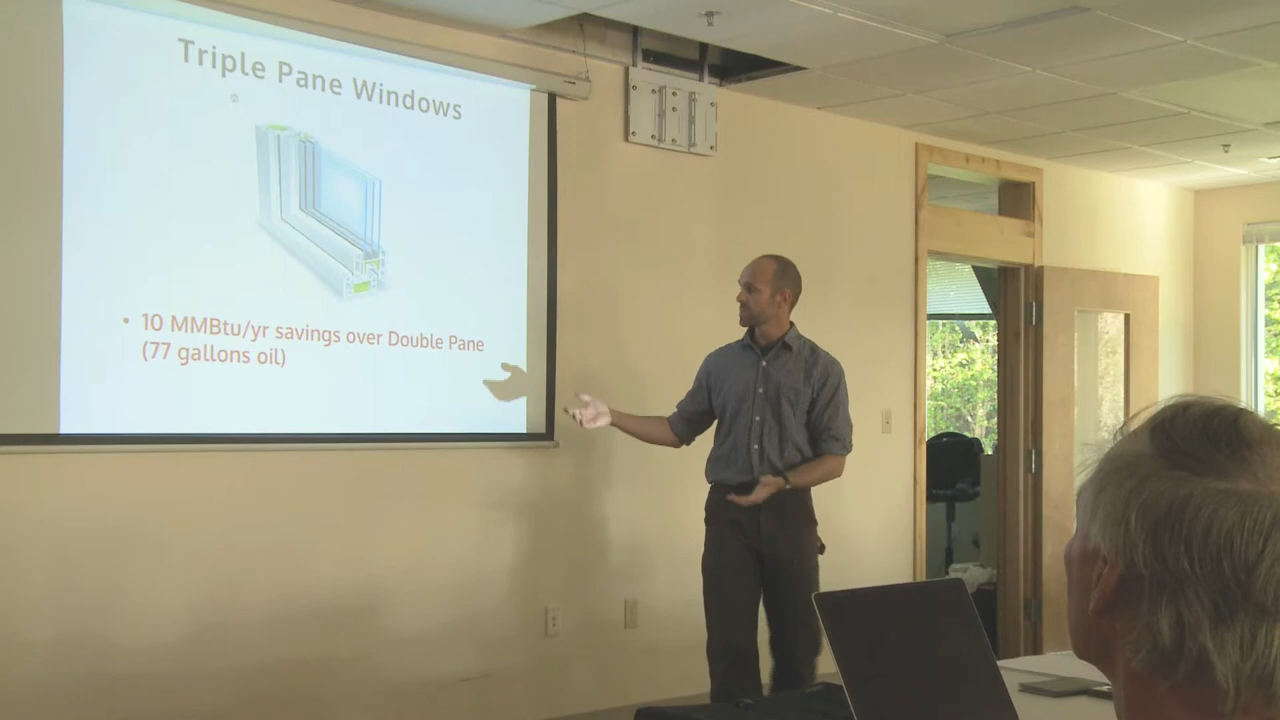 Triple Pane Windows
• 10 MMBtu/yr savings over Double Pane
(77 gallons oil)